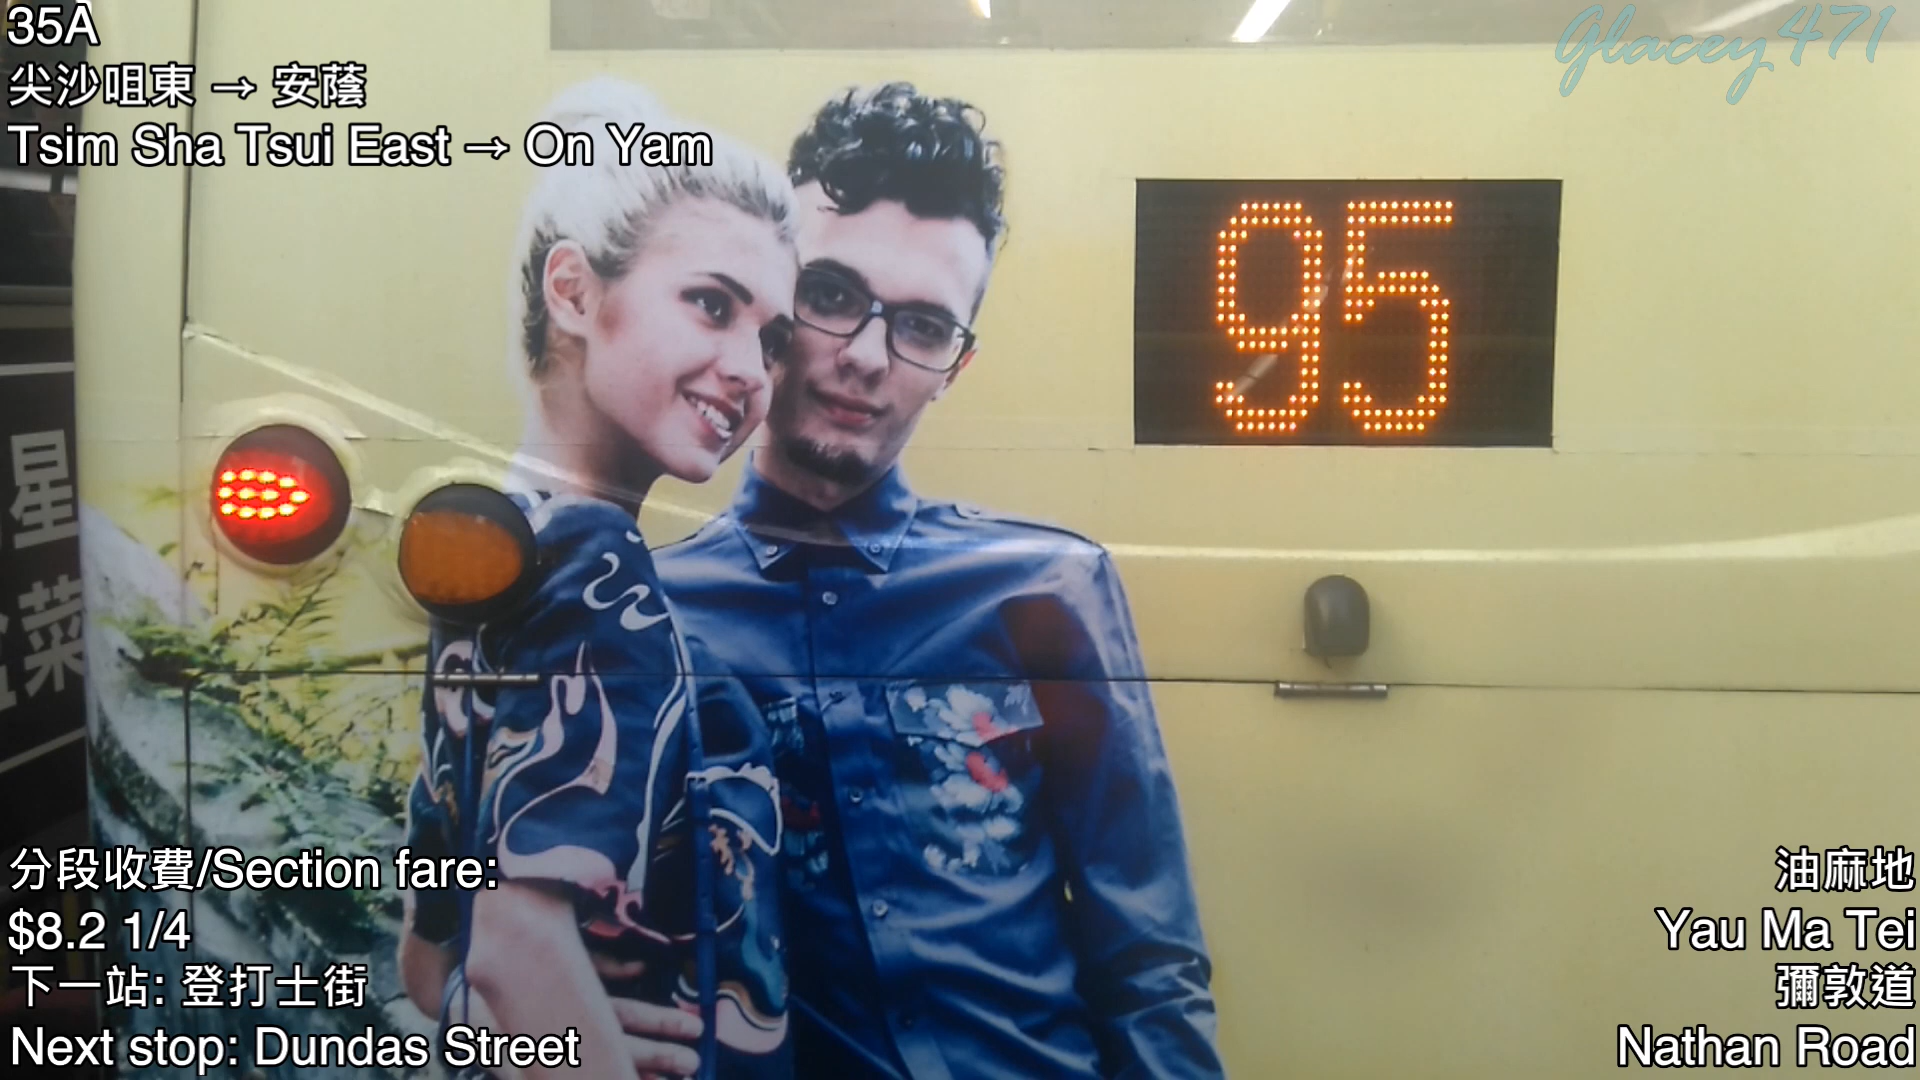 35A
尖沙咀東 → 安蔭
Tsim Sha Tsui East → On Yam
Glacey471
95
星
菜
分段收費/Section fare:
$8.2 1/4
下一站: 登打士街
Next stop: Dundas Street
油麻地
Yau Ma Tei
彌敦道
Nathan Road